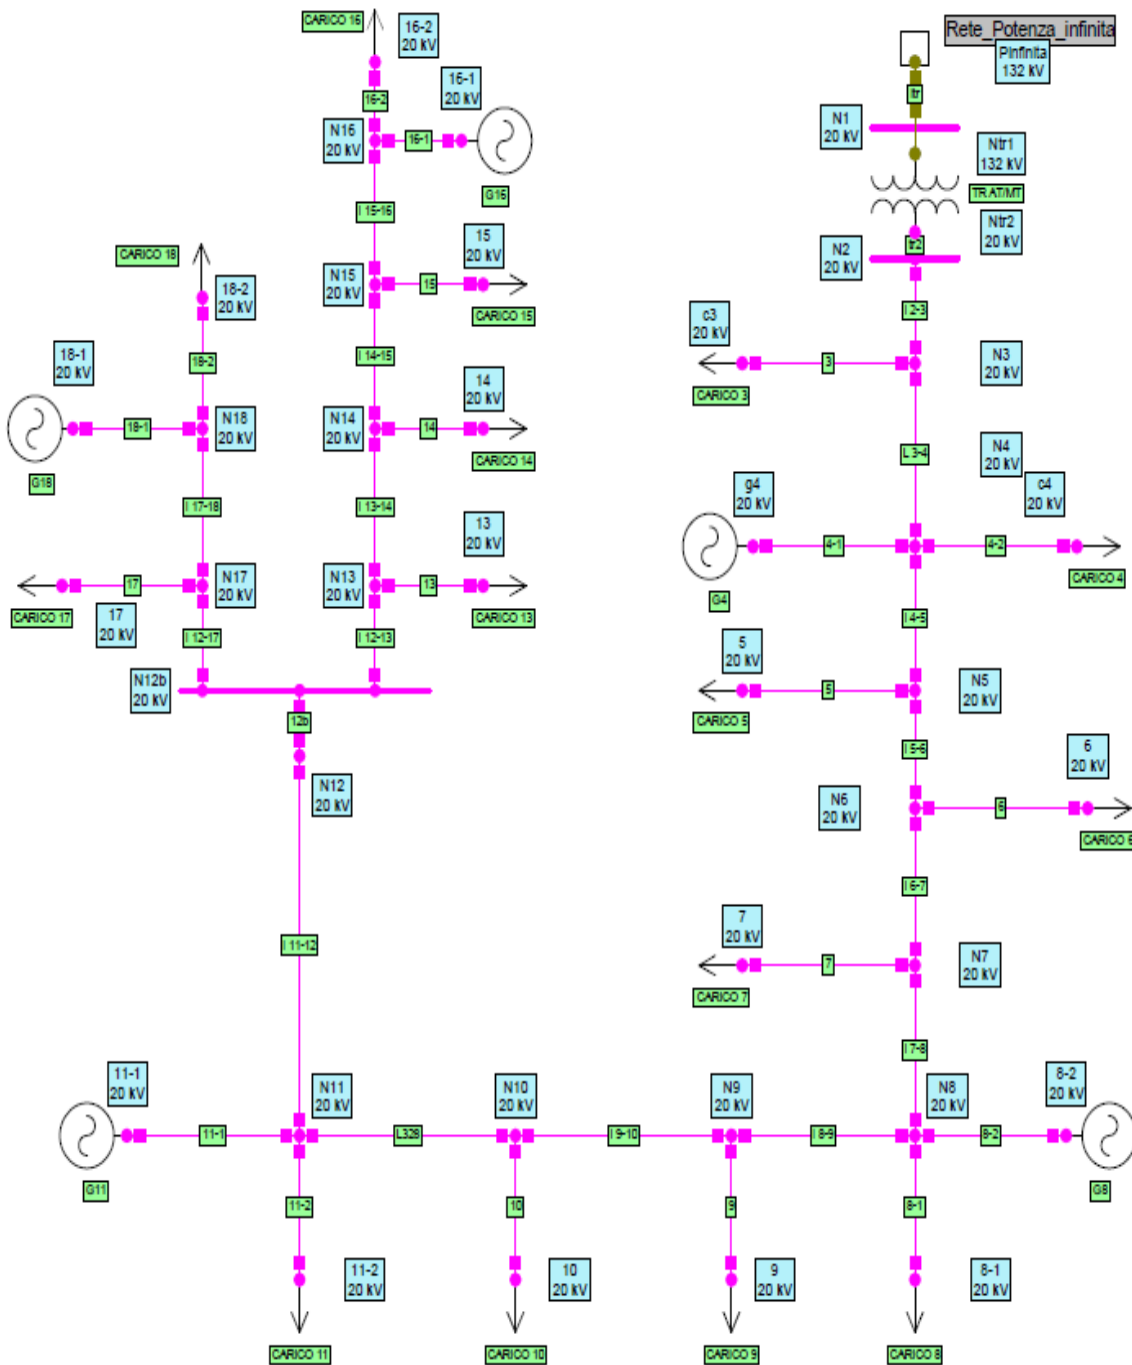 CARICO 16
16-2
20 kV
16-2
16-1
20 kV
N16
20 kV
16-1
G16
I 15-16
15
20 kV
N15
20 kV
15
CARICO 15
I 14-15
14
20 kV
N14
20 kV
14
CARICO 14
I 13-14
13
20 kV
N13
20 kV
13
CARICO 13
I 12-13
CARICO 18
18-2
20 kV
18-2
18-1
20 kV
18-1
N18
20 kV
G18
I 17-18
N17
20 kV
17
CARICO 17
17
20 kV
I 12-17
N12b
20 kV
12b
N12
20 kV
I 11-12
Rete_Potenza_infinita
Pinfinita
132 kV
ltr
N1
20 kV
Ntr1
132 kV
TR AT/MT
Ntr2
20 kV
tr2
N2
20 kV
I 2-3
c3
20 kV
3
CARICO 3
N3
20 kV
L 3-4
N4
20 kV
g4
20 kV
c4
20 kV
4-1
4-2
G4
CARICO 4
I 4-5
5
20 kV
5
CARICO 5
N5
20 kV
I 5-6
6
20 kV
N6
20 kV
6
CARICO 6
I 6-7
7
20 kV
7
CARICO 7
N7
20 kV
I 7-8
11-1
20 kV
11-1
G11
N11
20 kV
L328
N10
20 kV
I 9-10
N9
20 kV
I 8-9
N8
20 kV
8-2
8-2
20 kV
G8
11-2
10
9
8-1
11-2
20 kV
10
20 kV
9
20 kV
8-1
20 kV
CARICO 11
CARICO 10
CARICO 9
CARICO 8